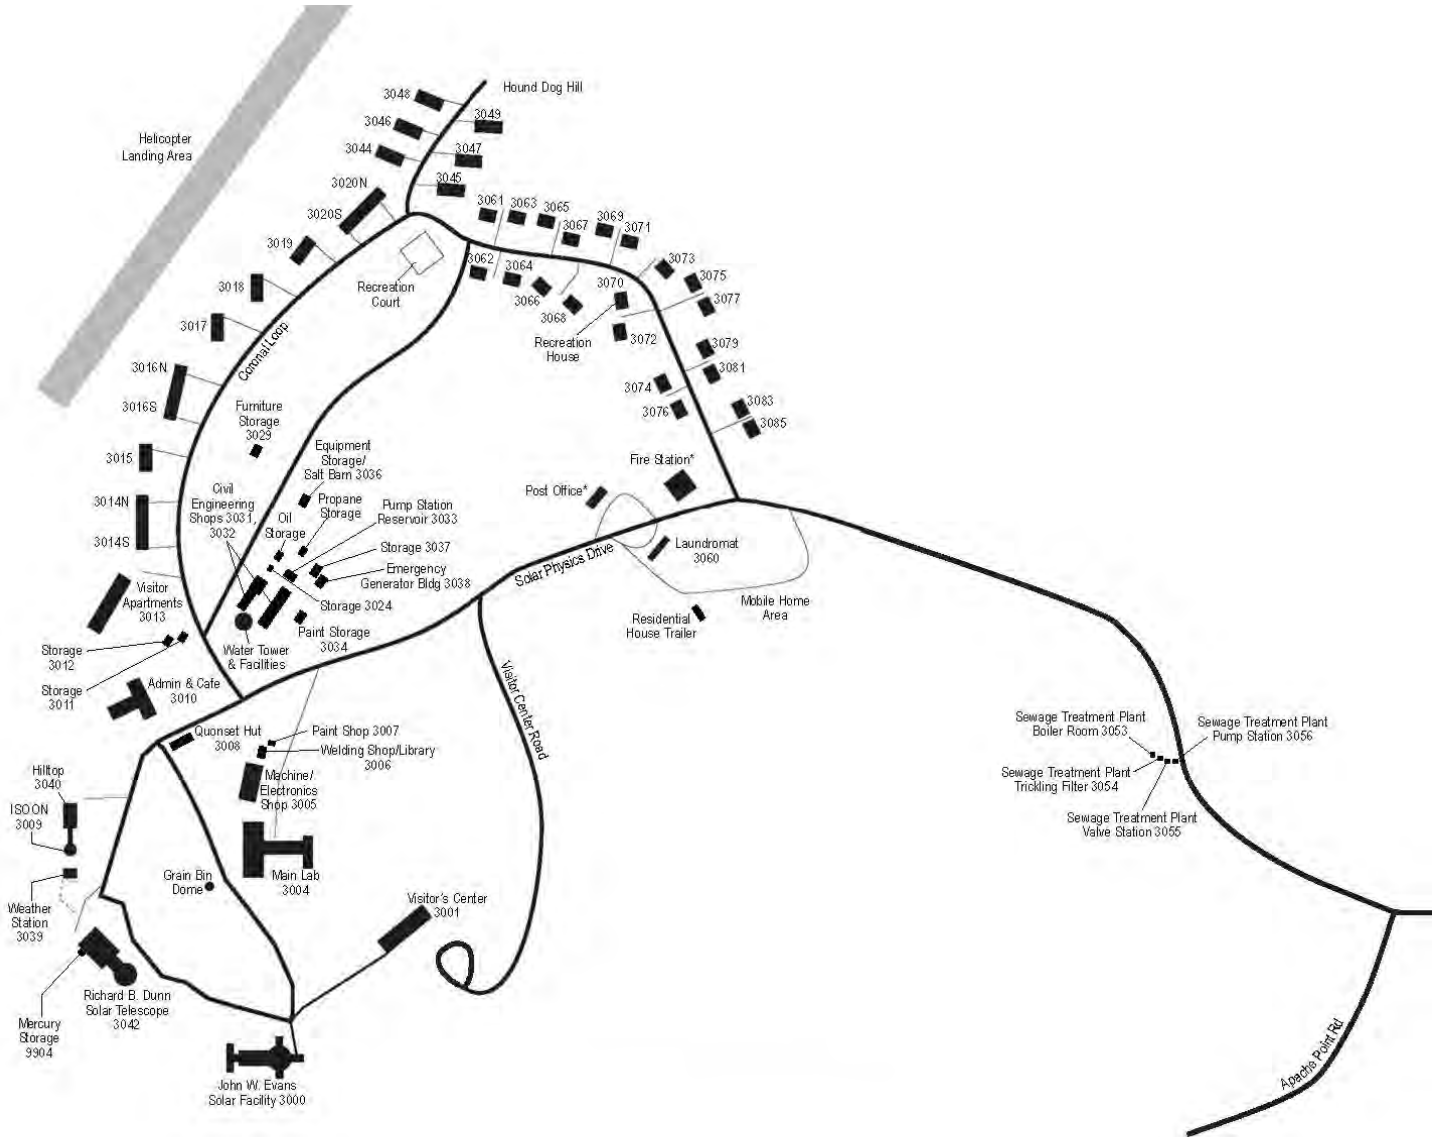 Hound Dog Hill
3048
3049
3046
Helicopter
Landing Area
3044
3047
3045
3020N
3020S
3061
3063
3065
3067
3069
3071
3019
3062
3064
3066
3068
3070
3073
3075
3077
3018
Recreation
Court
3017
Coronal Loop
Recreation
House
3072
3079
3081
3016N
3016S
3074
3076
3083
3085
Furniture
Storage
3029
3015
Equipment
Storage/
Salt Barn 3036
Fire Station*
Post Office*
3014N
3014S
Civil
Engineering
Shops 3031,
3032
Oil
Storage
Propane
Storage
Pump Station
Reservoir 3033
Storage 3037
Emergency
Generator Bldg 3038
Storage 3024
Paint Storage
3034
Water Tower
& Facilities
Solar Physics Drive
Laundromat
3060
Mobile Home
Area
Residential
House Trailer
Visitor
Apartments
3013
Storage
3012
Storage
3011
Admin & Cafe
3010
Visitor Center Road
Quonset Hut
3008
Paint Shop 3007
Welding Shop/Library
3006
Machine/
Electronics
Shop 3005
Sewage Treatment Plant
Boiler Room 3053
Sewage Treatment Plant
Pump Station 3056
Sewage Treatment Plant
Trickling Filter 3054
Sewage Treatment Plant
Valve Station 3055
Hilltop
3040
ISOON
3009
Grain Bin
Dome
Main Lab
3004
Visitor's Center
3001
Weather
Station
3039
Richard B. Dunn
Solar Telescope
3042
Mercury
Storage
9904
John W. Evans
Solar Facility 3000
Apache Point Rd